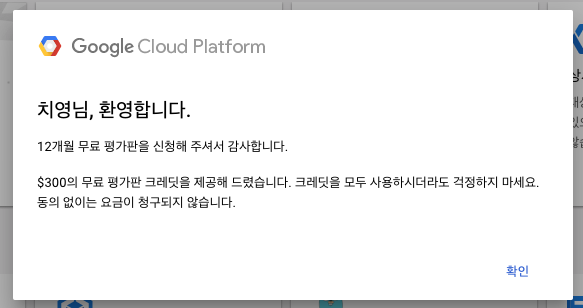 Google Cloud Platform
치영님, 환영합니다.
12개월 무료 평가판을 신청해 주셔서 감사합니다.
$300의 무료 평가판 크레딧을 제공해 드렸습니다. 크레딧을 모두 사용하시더라도 걱정하지 마세요.
동의 없이는 요금이 청구되지 않습니다.
확인